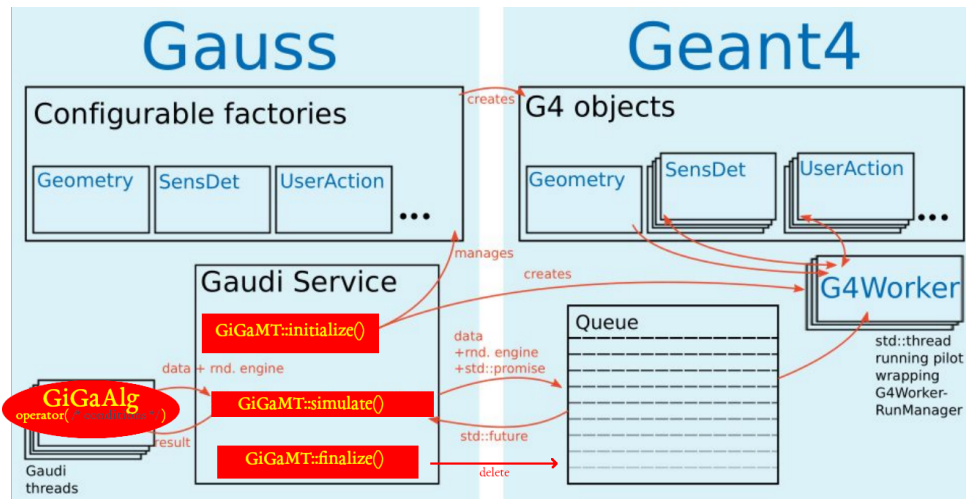 Gauss
Geant4
Configurable factories
creates
G4 objects
Geometry
SensDet
UserAction
...
Geometry
SensDet
UserAction
...
manages
Gaudi Service
creates
G4Worker
GiGaMT::initialize()
Queue
data
+rnd. engine
+std::promise
std::thread
running pilot
wrapping
G4Worker-
RunManager
data + rnd. engine
GiGaAlg
operator(
)
GiGaMT::simulate()
result
std::future
GiGaMT::finalize()
delete
Gaudi
threads